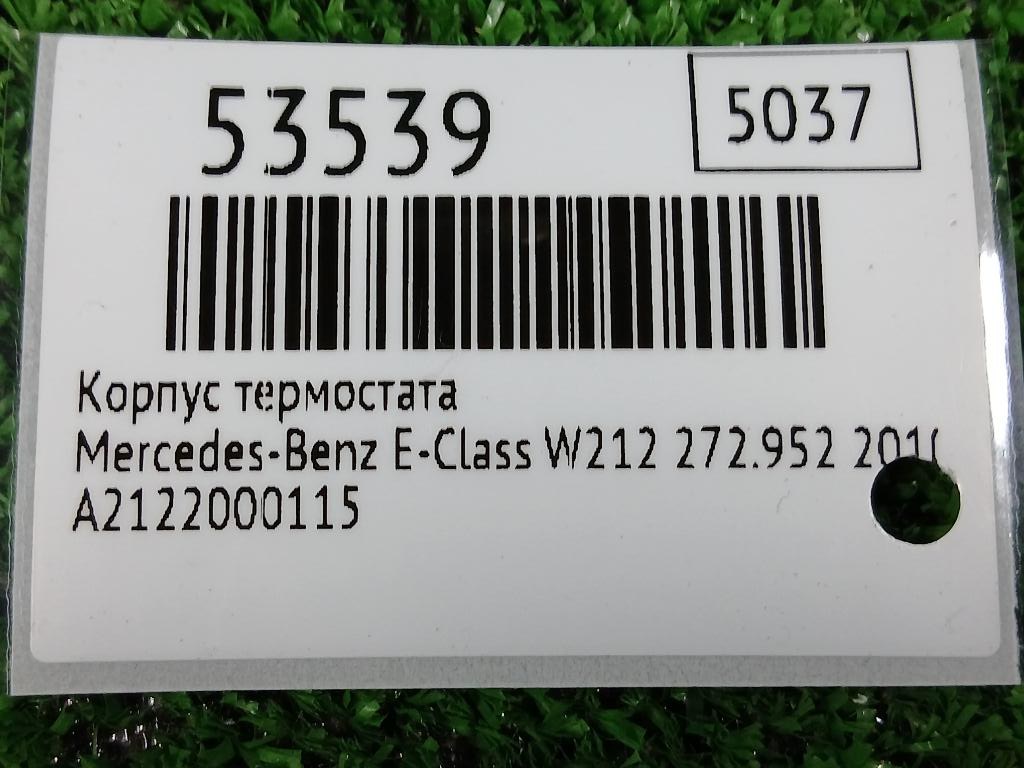 53539
5037
Корпус термостата
Mercedes-Benz E-Class W212 272.952
A2122000115